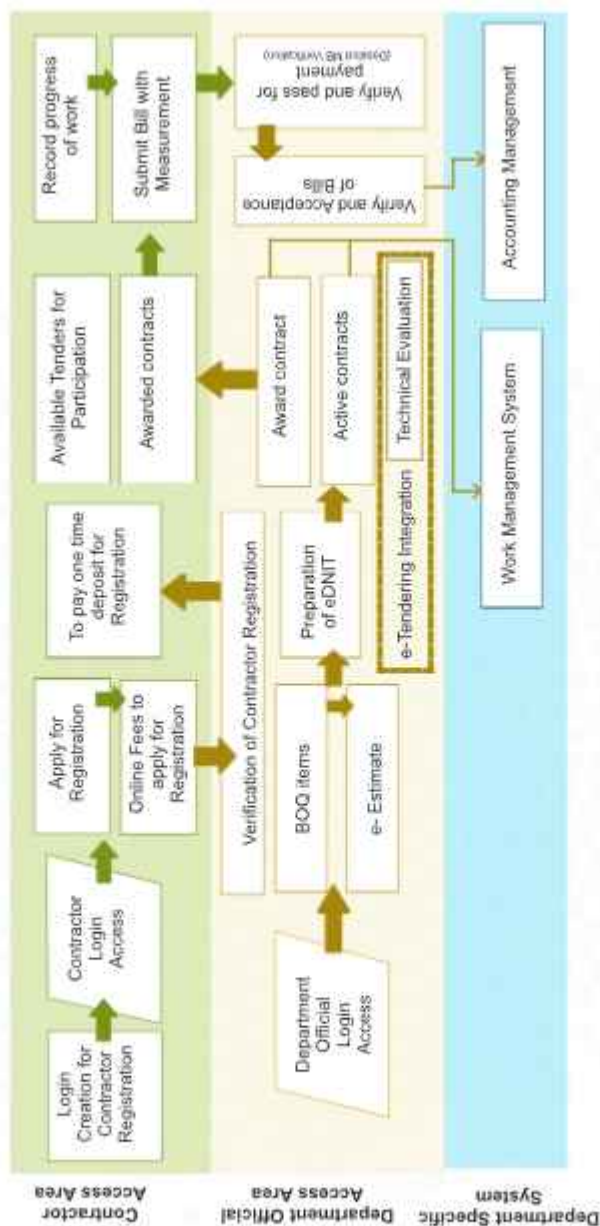 Contractor
Access Area
Login
Creation for
Contractor
Registration
Contractor
Login
Access
Apply for
Registration
Online Fees to
apply for
Registration
To pay one time
deposit for
Registration
Available Tenders for
Participation
Awarded contracts
Record progress
of work
Submit Bill with
Measurement
Department Official
Access Area
Department
Official
Login
Access
Verification of Contractor Registration
BOQ items
e- Estimate
Preparation
of eDNIT
Award contract
Active contracts
e-Tendering Integration
Technical Evaluation
Verify and Acceptance
of Bills
Verify and pass for
payment
Department Specific
System
Work Management System
Accounting Management